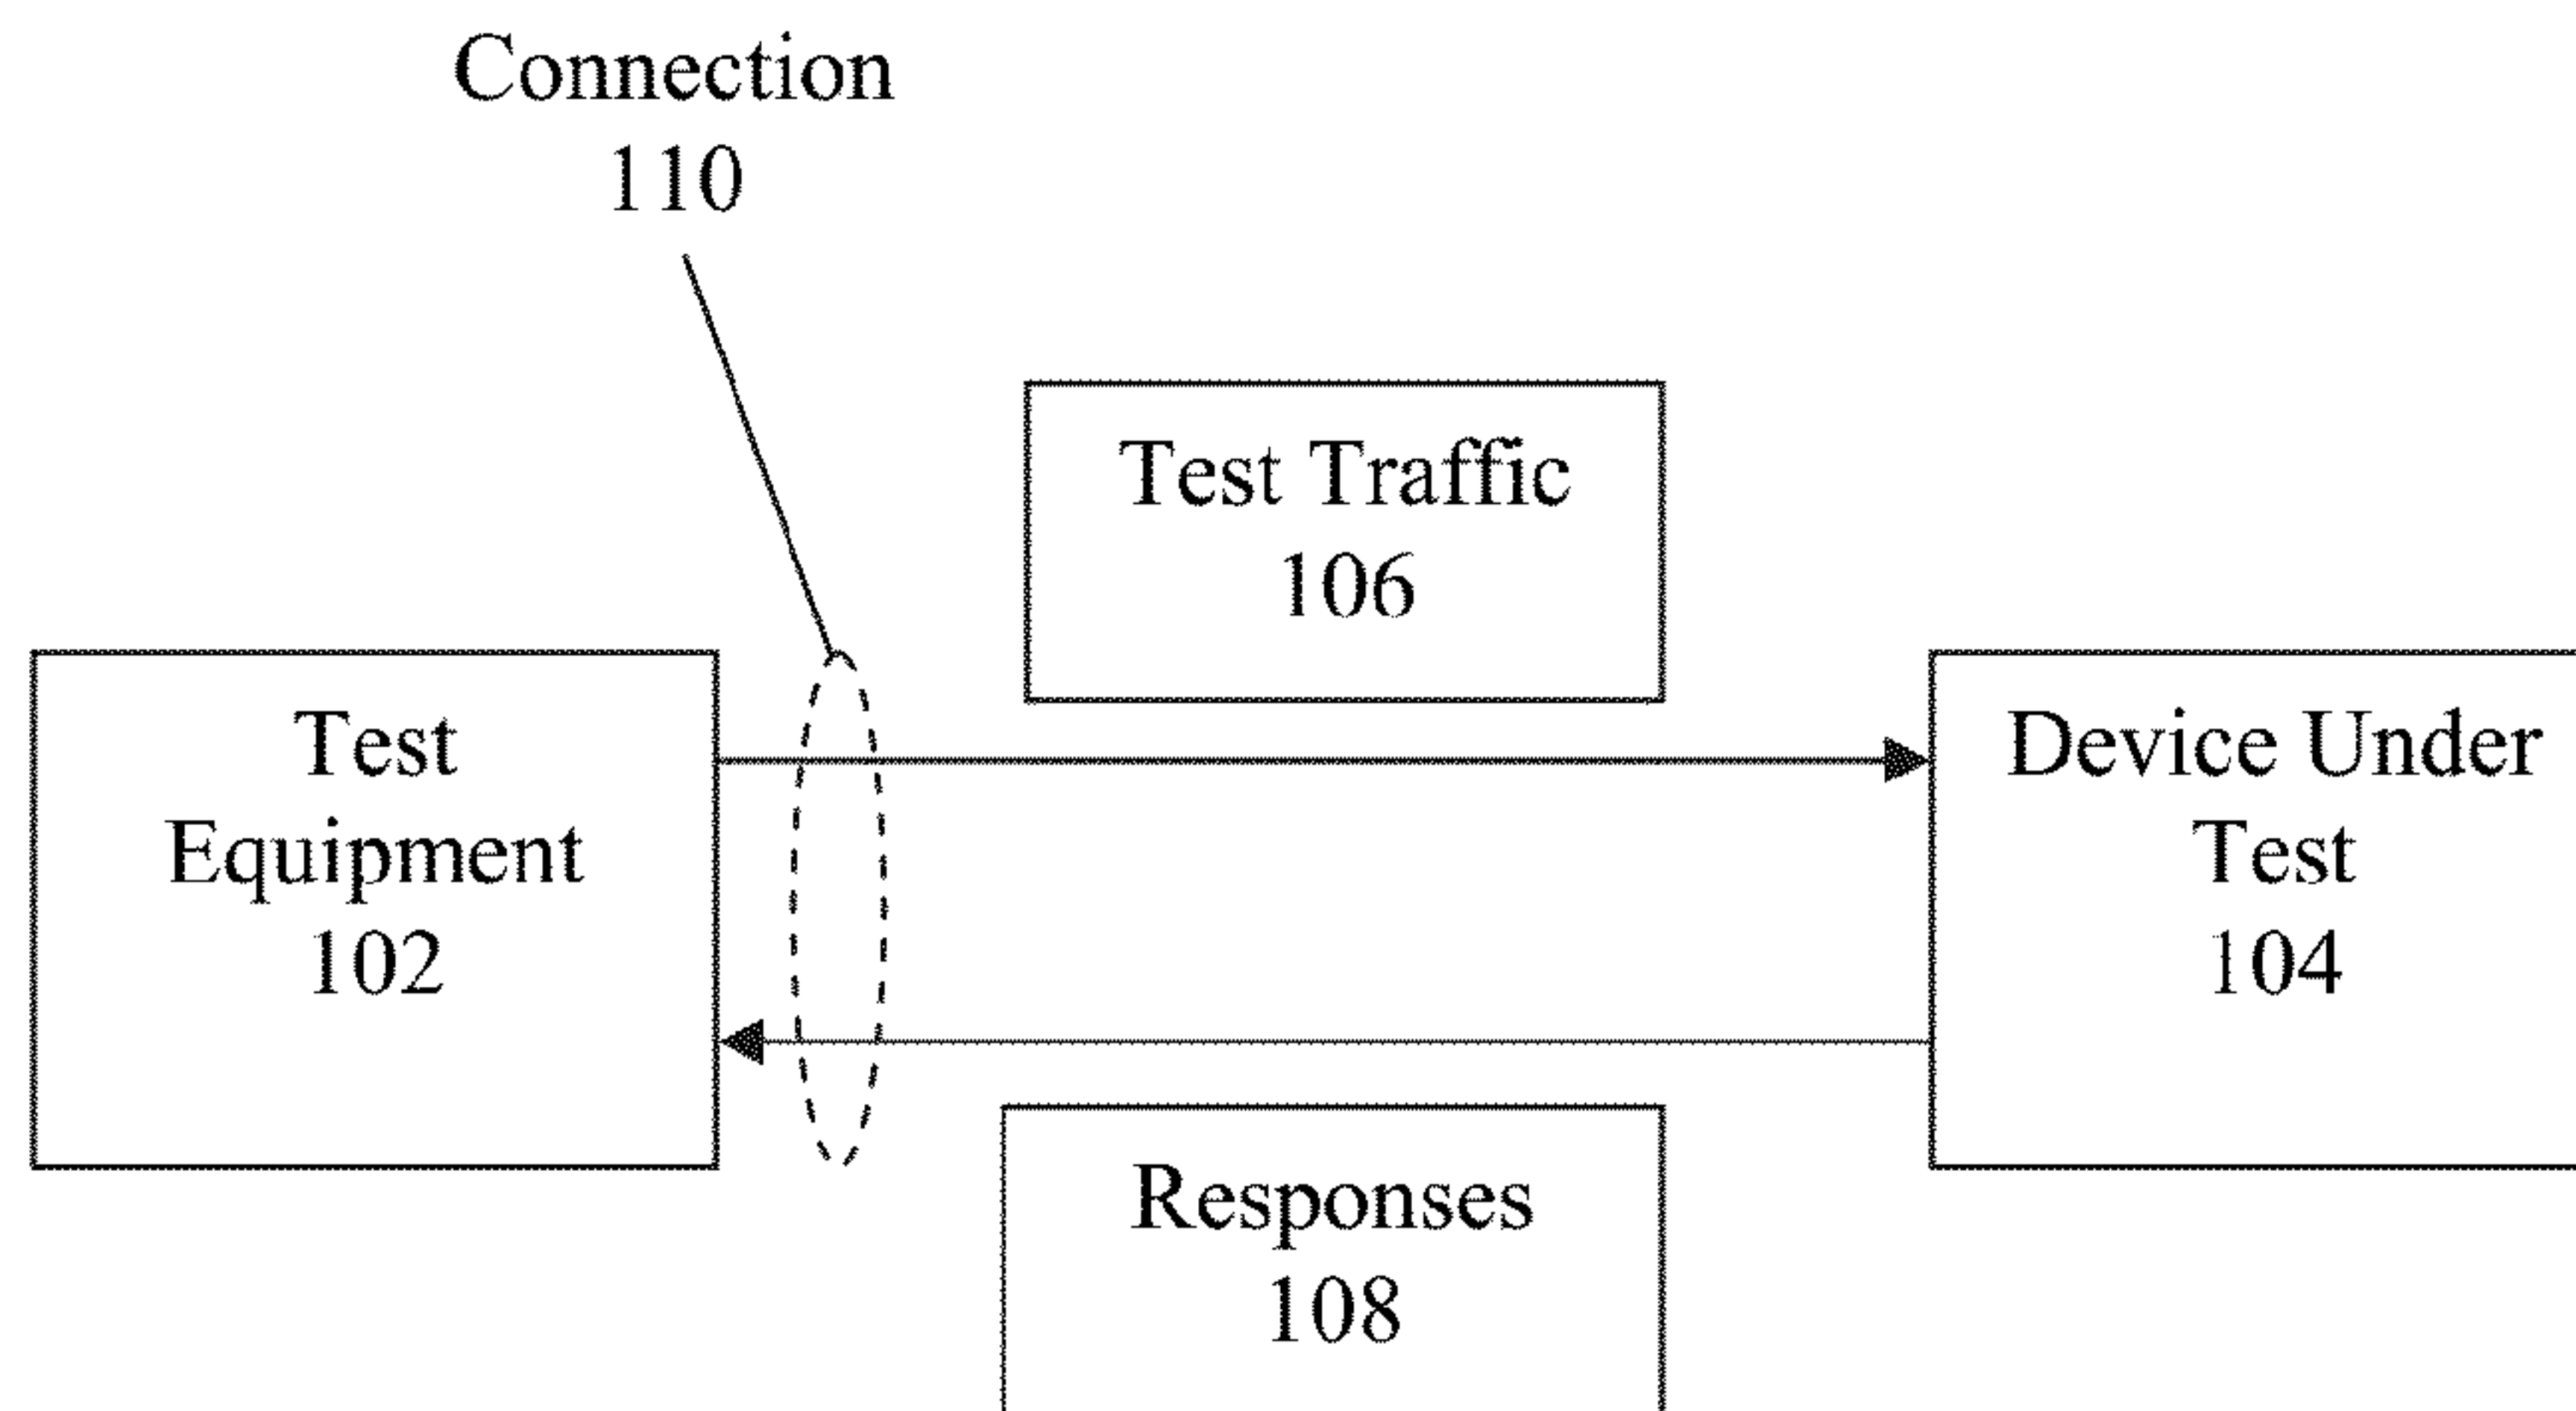 Connection
110
Test Traffic
106
Test
Equipment
102
Device Under
Test
104
Responses
108